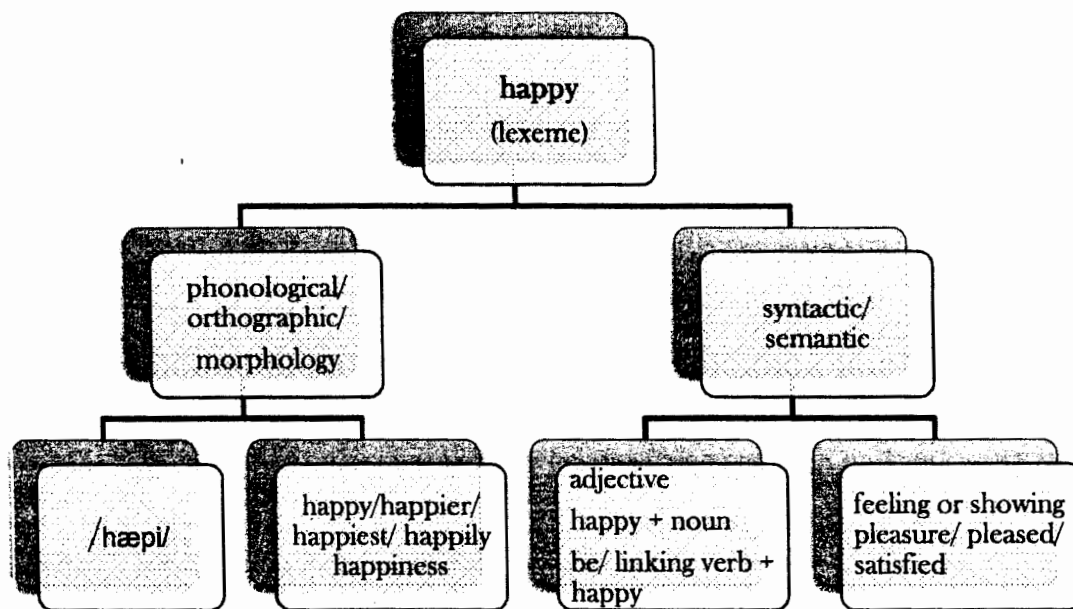 happy
(lexeme)
phonological/
orthographic/
morphology
syntactic/
semantic
/hæpi/
happy/happier/
happiest/ happily
happiness
adjective
happy + noun
be/ linking verb +
happy
feeling or showing
pleasure/ pleased/
satisfied